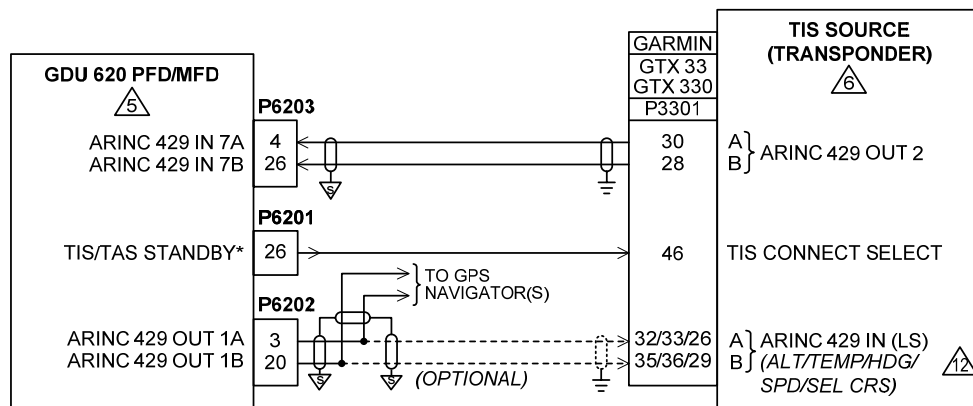 GDU 620 PFD/MFD
5
P6203
ARINC 429 IN 7A 4
ARINC 429 IN 7B 26
S
P6201
TIS/TAS STANDBY* 26
TO GPS
NAVIGATOR(S)
P6202
ARINC 429 OUT 1A 3
ARINC 429 OUT 1B 20
S
S
(OPTIONAL)
GARMIN
GTX 33
GTX 330
P3301
30
28
46
32/33/26
35/36/29
TIS SOURCE
(TRANSPONDER)
6
A
B
ARINC 429 OUT 2
TIS CONNECT SELECT
A
B
ARINC 429 IN (LS)
(ALT/TEMP/HDG/
SPD/SEL CRS)
12